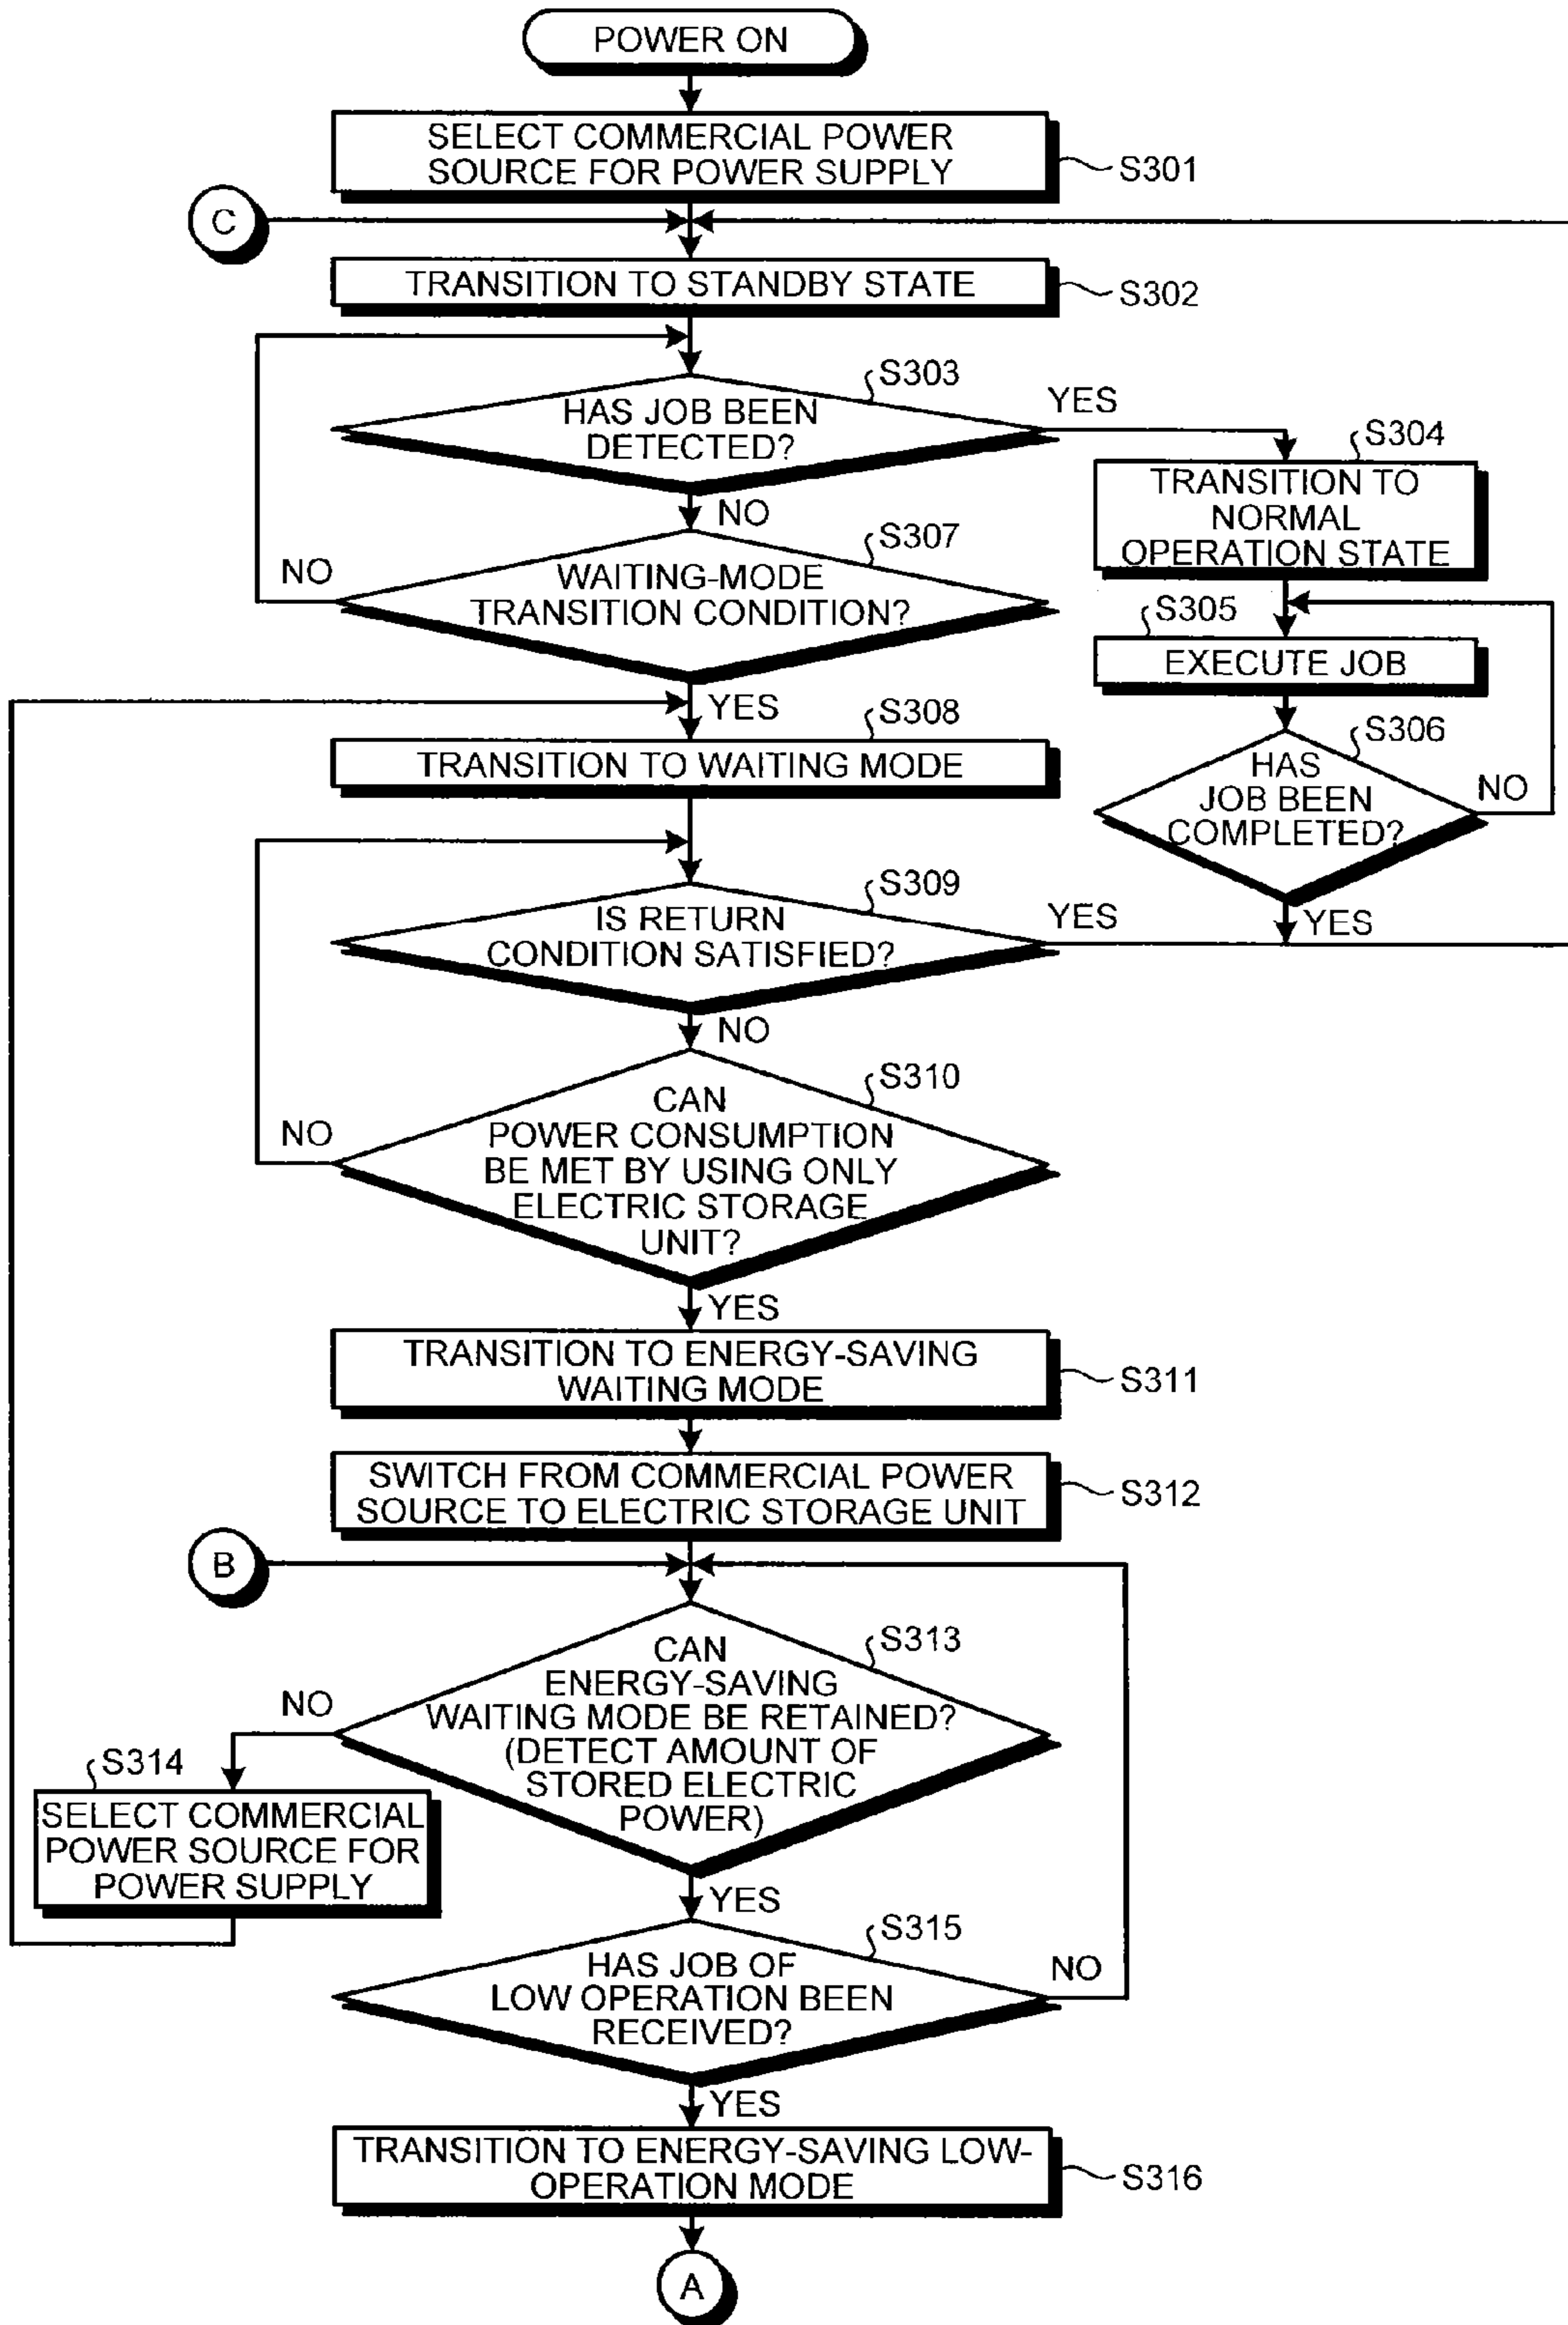 POWER ON
SELECT COMMERCIAL POWER
SOURCE FOR POWER SUPPLY
S301
C
TRANSITION TO STANDBY STATE
S302
S303
HAS JOB BEEN
DETECTED?
YES
NO
S304
TRANSITION TO
NORMAL
OPERATION STATE
S305
EXECUTE JOB
S306
HAS
JOB BEEN
COMPLETED?
NO
YES
S307
WAITING-MODE
TRANSITION CONDITION?
NO
YES
S308
TRANSITION TO WAITING MODE
S309
IS RETURN
CONDITION SATISFIED?
YES
NO
S310
CAN
POWER CONSUMPTION
BE MET BY USING ONLY
ELECTRIC STORAGE
UNIT?
NO
YES
TRANSITION TO ENERGY-SAVING
WAITING MODE
S311
SWITCH FROM COMMERCIAL POWER
SOURCE TO ELECTRIC STORAGE UNIT
S312
B
S313
CAN
ENERGY-SAVING
WAITING MODE BE RETAINED?
(DETECT AMOUNT OF
STORED ELECTRIC
POWER)
NO
S314
SELECT COMMERCIAL
POWER SOURCE FOR
POWER SUPPLY
YES
S315
HAS JOB OF
LOW OPERATION BEEN
RECEIVED?
NO
YES
TRANSITION TO ENERGY-SAVING LOW-
OPERATION MODE
S316
A